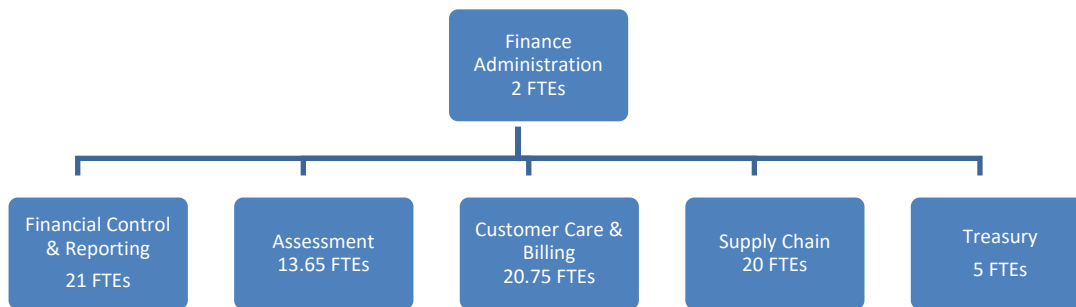 Finance
Administration
2 FTEs
Financial Control
& Reporting
21 FTEs
Assessment
13.65 FTEs
Customer Care &
Billing
20.75 FTEs
Supply Chain
20 FTEs
Treasury
5 FTEs